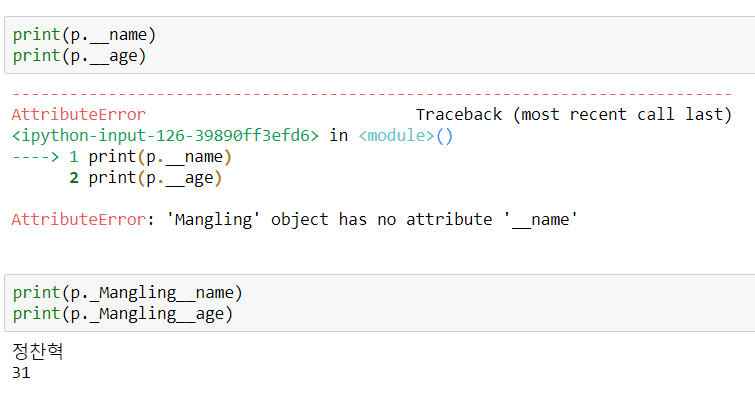 print(p.__name)
print(p.__age)
---------------------------------------------------------------------------
AttributeError                            Traceback (most recent call last)
<ipython-input-126-39890ff3efd6> in <module>()
----> 1 print(p.__name)
      2 print(p.__age)
AttributeError: 'Mangling' object has no attribute '__name'
print(p._Mangling__name)
print(p._Mangling__age)
정찬혁
31